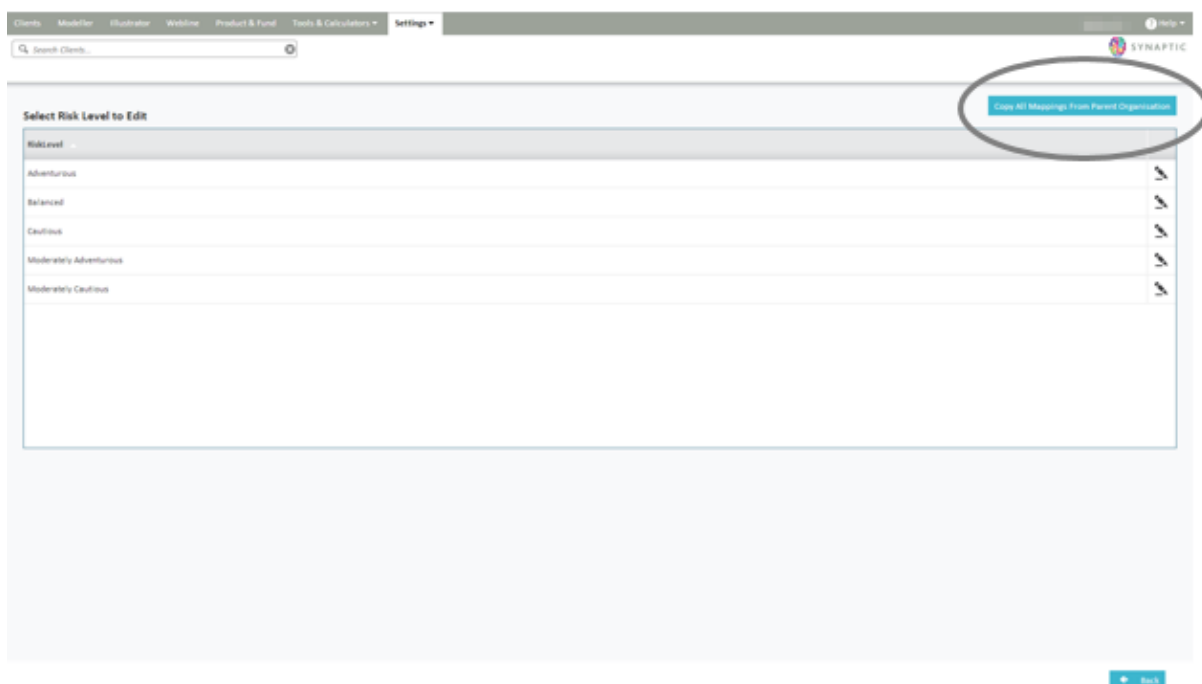 Clients Modeller Illustrator Webline Product & Fund Tools & Calculators Settings Help
Search Clients...
SYNAPTIC
Copy All Mappings From Parent Organisation
Select Risk Level to Edit
RiskLevel
Adventurous
Balanced
Cautious
Moderately Adventurous
Moderately Cautious
Back